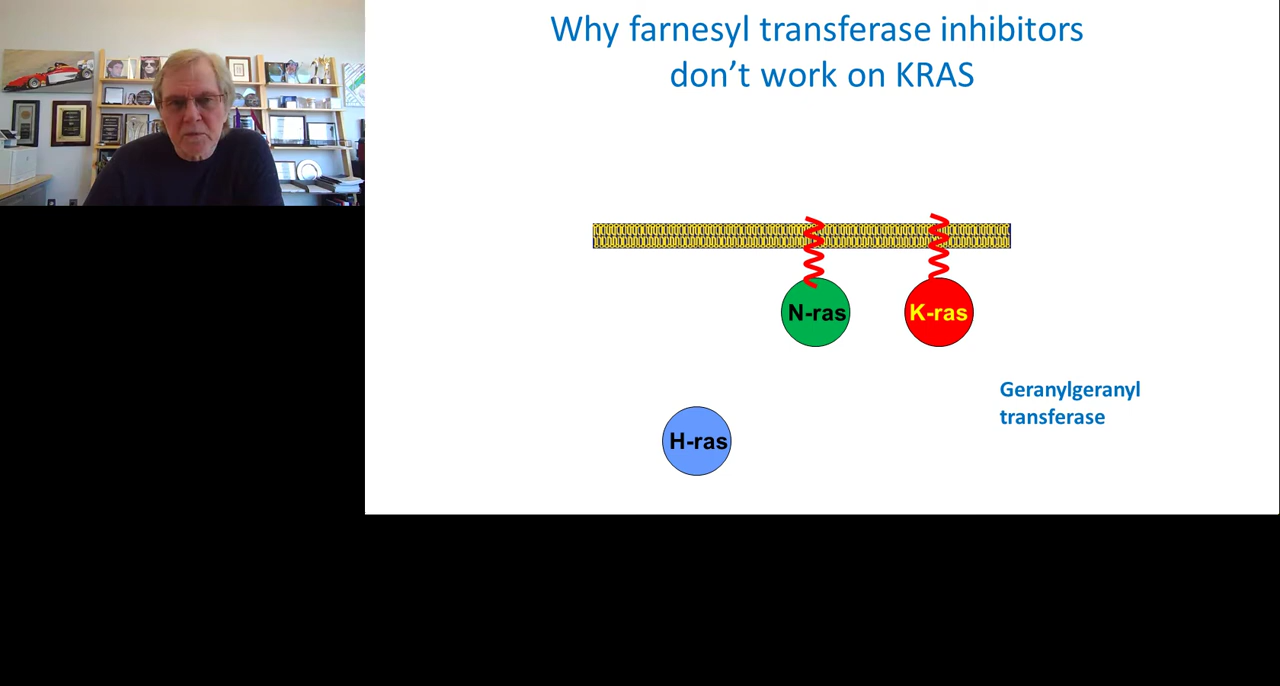 Why farnesyl transferase inhibitors
don’t work on KRAS
N-ras
K-ras
Geranylgeranyl
transferase
H-ras